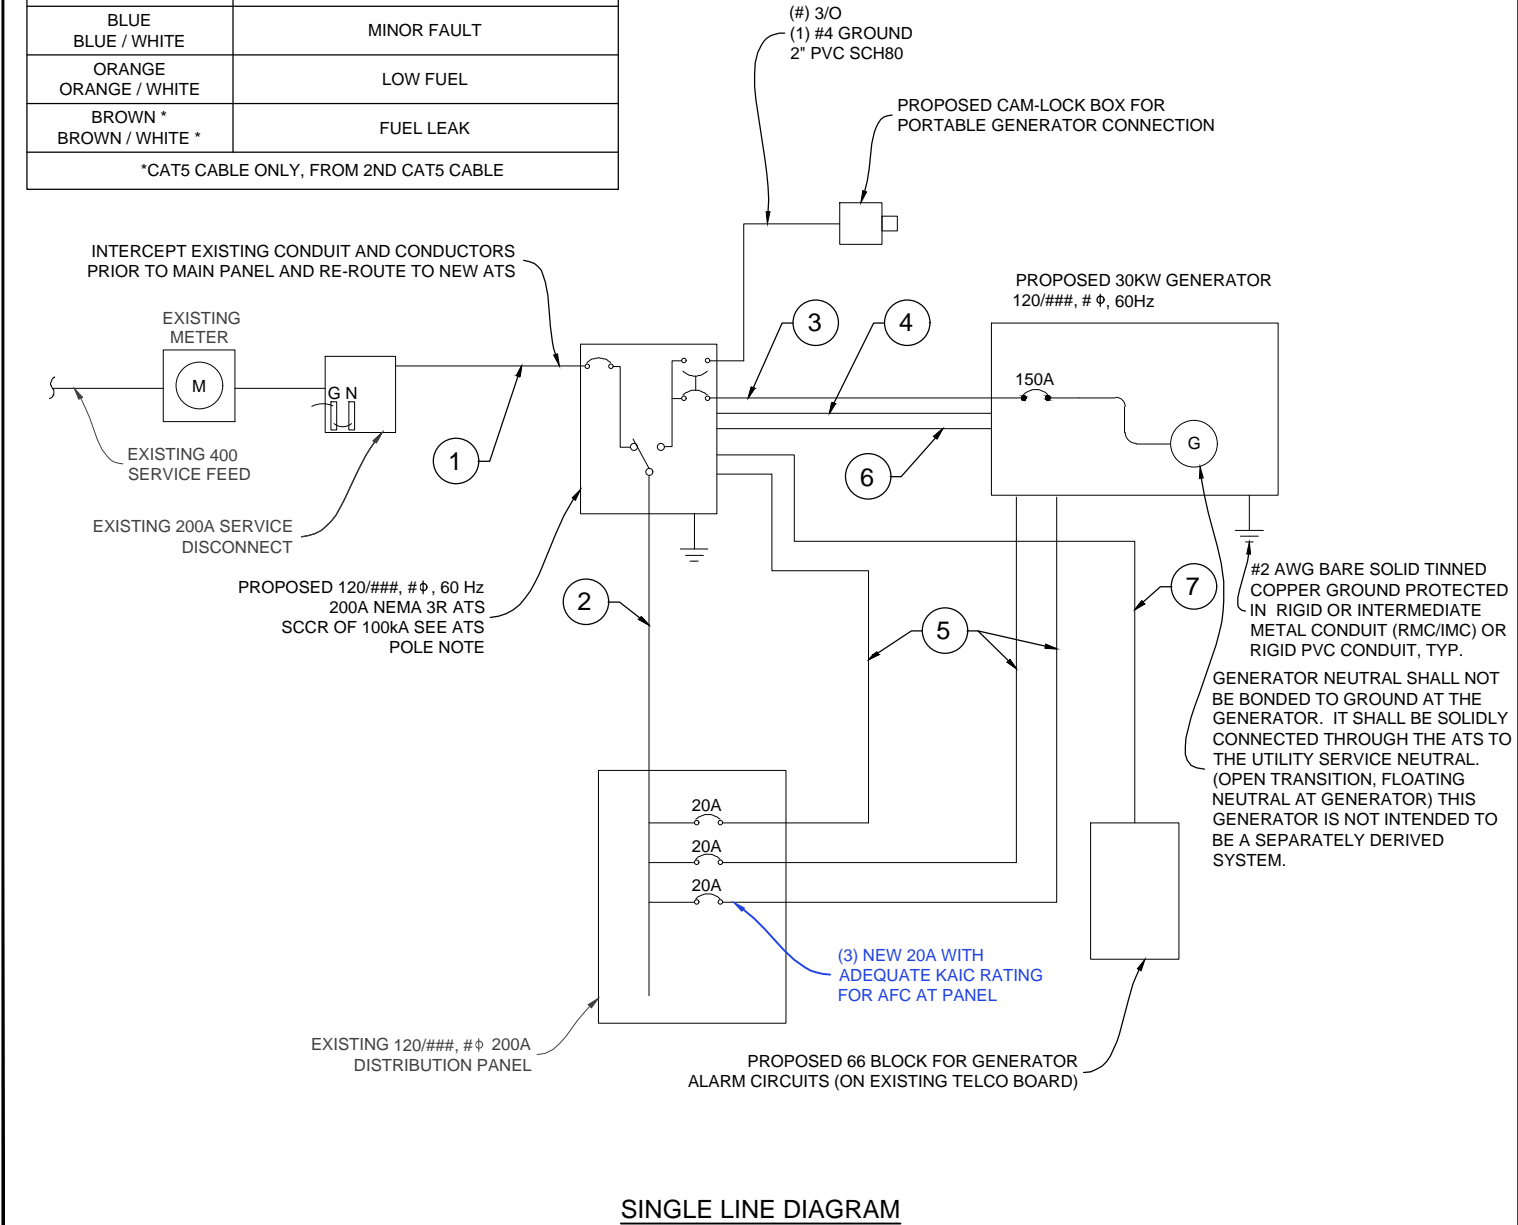 BLUE
BLUE / WHITE
MINOR FAULT
ORANGE
ORANGE / WHITE
LOW FUEL
BROWN *
BROWN / WHITE *
FUEL LEAK
*CAT5 CABLE ONLY, FROM 2ND CAT5 CABLE
(#) 3/O
(1) #4 GROUND
2" PVC SCH80
PROPOSED CAM-LOCK BOX FOR
PORTABLE GENERATOR CONNECTION
INTERCEPT EXISTING CONDUIT AND CONDUCTORS
PRIOR TO MAIN PANEL AND RE-ROUTE TO NEW ATS
PROPOSED 30KW GENERATOR
120/###, # ϕ, 60Hz
EXISTING
METER
M
G N
3
4
150A
G
EXISTING 400
SERVICE FEED
1
6
EXISTING 200A SERVICE
DISCONNECT
PROPOSED 120/###, #ϕ, 60 Hz
200A NEMA 3R ATS
SCCR OF 100kA SEE ATS
POLE NOTE
2
5
7
#2 AWG BARE SOLID TINNED
COPPER GROUND PROTECTED
IN RIGID OR INTERMEDIATE
METAL CONDUIT (RMC/IMC) OR
RIGID PVC CONDUIT, TYP.
GENERATOR NEUTRAL SHALL NOT
BE BONDED TO GROUND AT THE
GENERATOR. IT SHALL BE SOLIDLY
CONNECTED THROUGH THE ATS TO
THE UTILITY SERVICE NEUTRAL.
(OPEN TRANSITION, FLOATING
NEUTRAL AT GENERATOR) THIS
GENERATOR IS NOT INTENDED TO
BE A SEPARATELY DERIVED
SYSTEM.
20A
20A
20A
(3) NEW 20A WITH
ADEQUATE KAIC RATING
FOR AFC AT PANEL
EXISTING 120/###, #ϕ 200A
DISTRIBUTION PANEL
PROPOSED 66 BLOCK FOR GENERATOR
ALARM CIRCUITS (ON EXISTING TELCO BOARD)
SINGLE LINE DIAGRAM